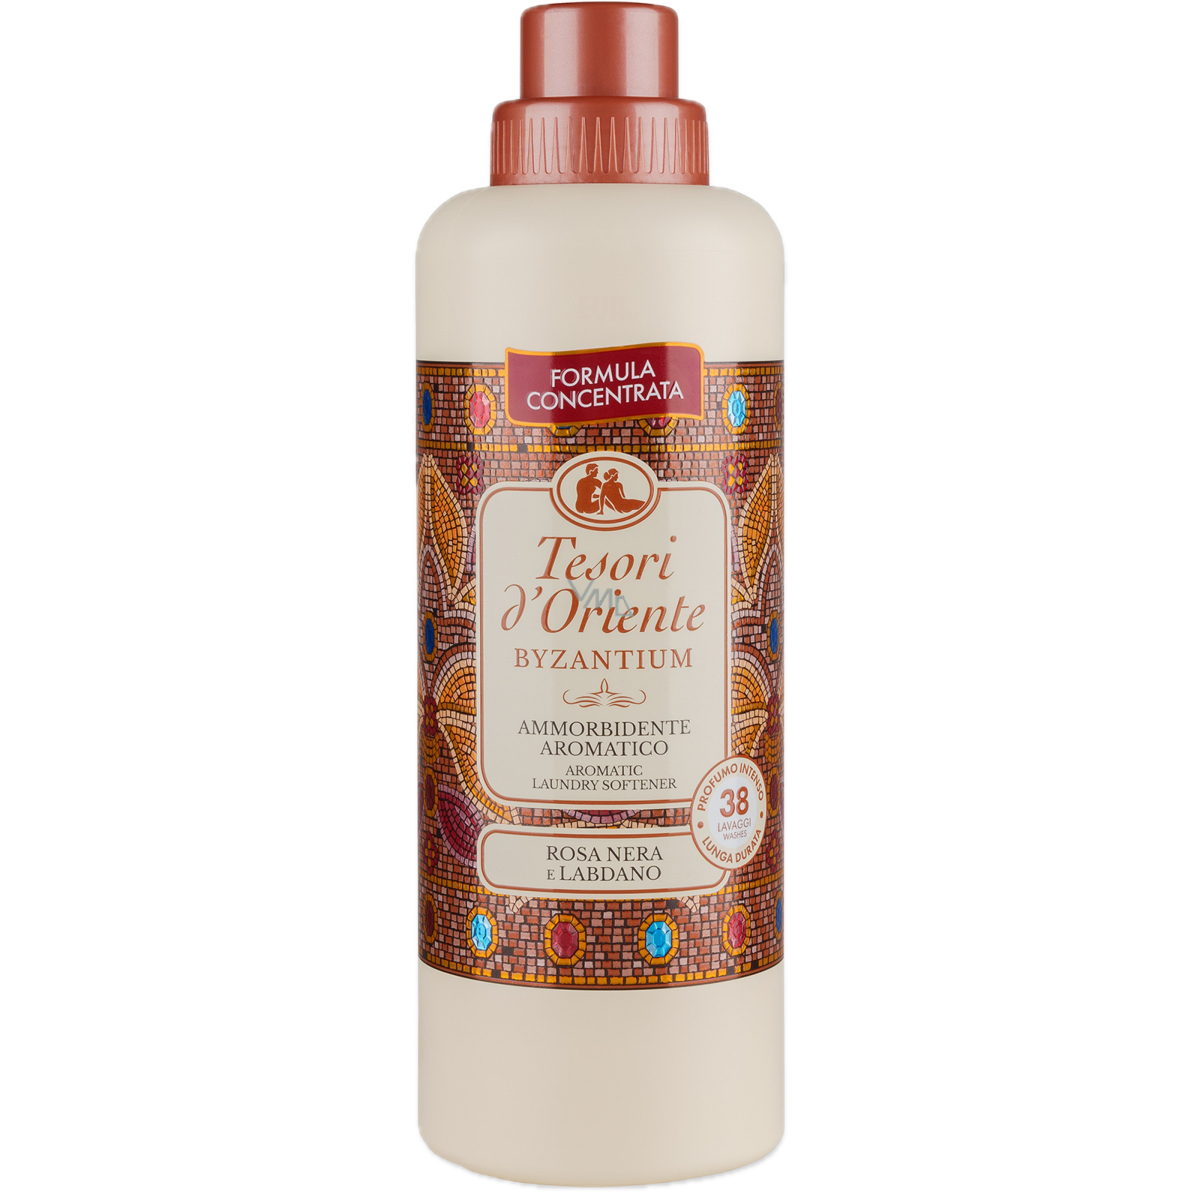 FORMULA
CONCENTRATA
Tesori
d'Oriente
VMD
BYZANTIUM
AMMORBIDENTE
AROMATICO
AROMATIC
LAUNDRY SOFTENER
PROFUMO INTENSO
38
LAVAGGI
WASHES
LUNGA DURATA
ROSA NERA
E LABDANO